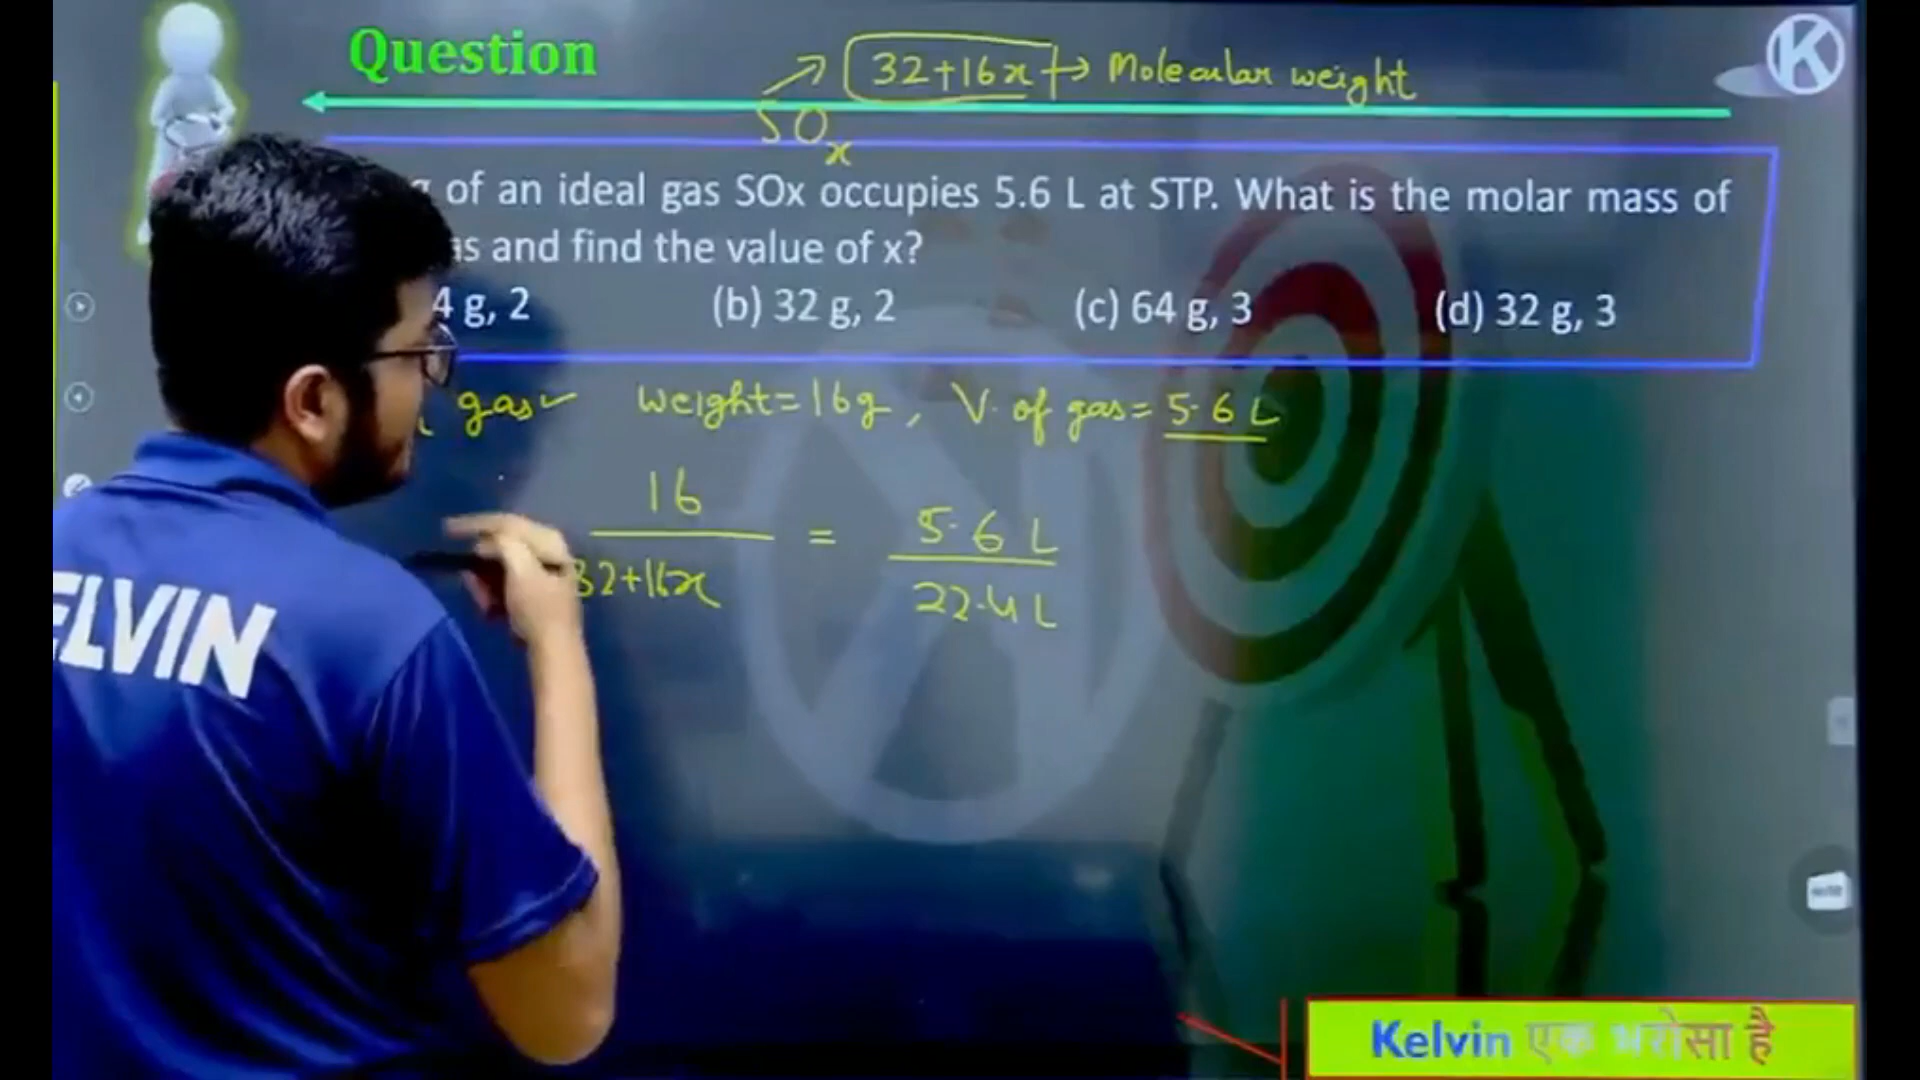 Question
32+16x → Molecular weight
SOx
of an ideal gas SOx occupies 5.6 L at STP. What is the molar mass of
as and find the value of x?
4 g, 2 (b) 32 g, 2 (c) 64 g, 3 (d) 32 g, 3
gas✓ weight=16g, V. of gas= 5.6 L
16 = 5.6 L
32+16x 22.4 L
ELVIN
Kelvin एक भरोसा है
K